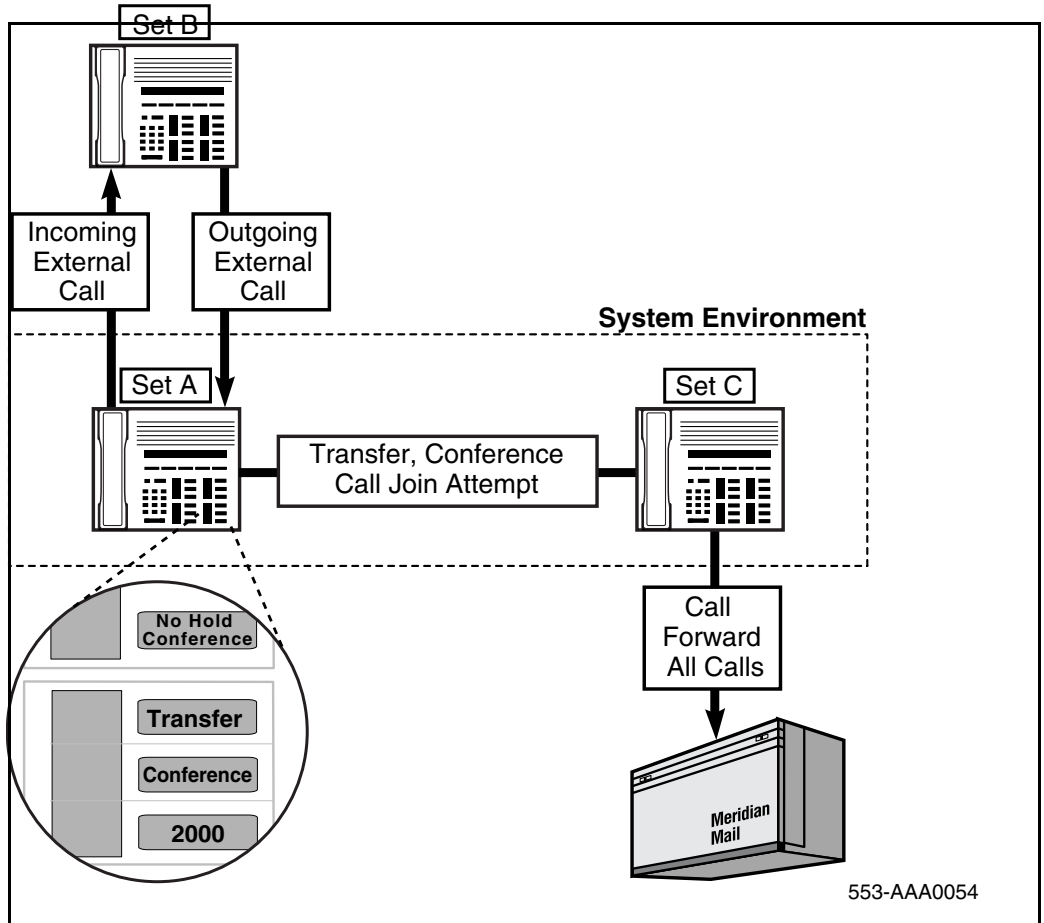 Set B
Incoming
External
Call
Outgoing
External
Call
System Environment
Set A
Set C
Transfer, Conference
Call Join Attempt
No Hold
Conference
Transfer
Conference
2000
Call
Forward
All Calls
Meridian
Mail
553-AAA0054